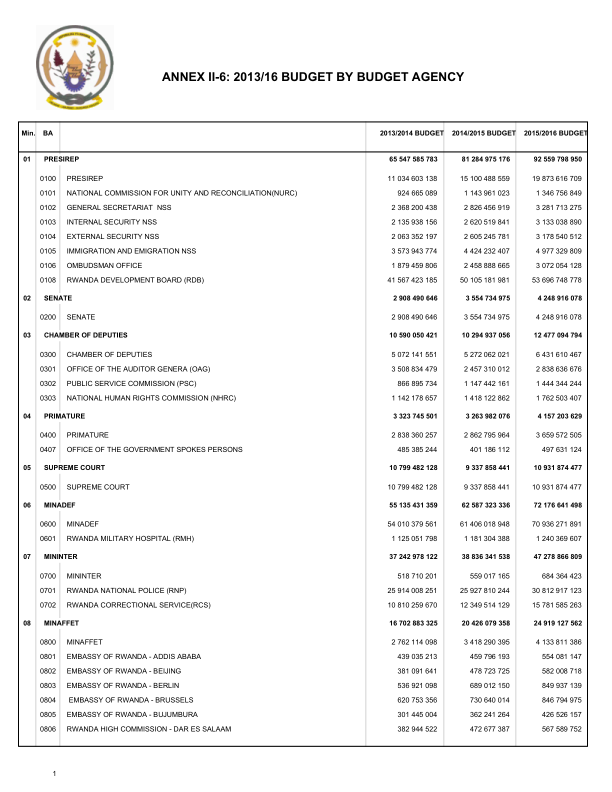 ANNEX II-6: 2013/16 BUDGET BY BUDGET AGENCY
Min. BA 2013/2014 BUDGET 2014/2015 BUDGET 2015/2016 BUDGET
01 PRESIREP 65 547 585 783 81 284 975 176 92 559 798 950
0100 PRESIREP 11 034 603 138 15 100 488 559 19 873 616 709
0101 NATIONAL COMMISSION FOR UNITY AND RECONCILIATION(NURC) 924 665 089 1 143 961 023 1 346 756 849
0102 GENERAL SECRETARIAT NSS 2 368 200 438 2 826 456 919 3 281 713 275
0103 INTERNAL SECURITY NSS 2 135 938 156 2 620 519 841 3 133 038 890
0104 EXTERNAL SECURITY NSS 2 063 352 197 2 605 245 781 3 178 540 512
0105 IMMIGRATION AND EMIGRATION NSS 3 573 943 774 4 424 232 407 4 977 329 809
0106 OMBUDSMAN OFFICE 1 879 459 806 2 458 888 665 3 072 054 128
0108 RWANDA DEVELOPMENT BOARD (RDB) 41 567 423 185 50 105 181 981 53 696 748 778
02 SENATE 2 908 490 646 3 554 734 975 4 248 916 078
0200 SENATE 2 908 490 646 3 554 734 975 4 248 916 078
03 CHAMBER OF DEPUTIES 10 590 050 421 10 294 937 056 12 477 094 794
0300 CHAMBER OF DEPUTIES 5 072 141 551 5 272 062 021 6 431 610 467
0301 OFFICE OF THE AUDITOR GENERA (OAG) 3 508 834 479 2 457 310 012 2 838 636 676
0302 PUBLIC SERVICE COMMISSION (PSC) 866 895 734 1 147 442 161 1 444 344 244
0303 NATIONAL HUMAN RIGHTS COMMISSION (NHRC) 1 142 178 657 1 418 122 862 1 762 503 407
04 PRIMATURE 3 323 745 501 3 263 982 076 4 157 203 629
0400 PRIMATURE 2 838 360 257 2 862 795 964 3 659 572 505
0407 OFFICE OF THE GOVERNMENT SPOKES PERSONS 485 385 244 401 186 112 497 631 124
05 SUPREME COURT 10 799 482 128 9 337 858 441 10 931 874 477
0500 SUPREME COURT 10 799 482 128 9 337 858 441 10 931 874 477
06 MINADEF 55 135 431 359 62 587 323 336 72 176 641 498
0600 MINADEF 54 010 379 561 61 406 018 948 70 936 271 891
0601 RWANDA MILITARY HOSPITAL (RMH) 1 125 051 798 1 181 304 388 1 240 369 607
07 MININTER 37 242 978 122 38 836 341 538 47 278 866 809
0700 MININTER 518 710 201 559 017 165 684 364 423
0701 RWANDA NATIONAL POLICE (RNP) 25 914 008 251 25 927 810 244 30 812 917 123
0702 RWANDA CORRECTIONAL SERVICE(RCS) 10 810 259 670 12 349 514 129 15 781 585 263
08 MINAFFET 16 702 883 325 20 426 079 358 24 919 127 562
0800 MINAFFET 2 762 114 098 3 418 290 395 4 133 811 386
0801 EMBASSY OF RWANDA - ADDIS ABABA 439 035 213 459 796 193 554 081 147
0802 EMBASSY OF RWANDA - BEIJING 381 091 641 478 723 725 582 008 718
0803 EMBASSY OF RWANDA - BERLIN 536 921 098 689 012 150 849 937 139
0804 EMBASSY OF RWANDA - BRUSSELS 620 753 356 730 640 014 846 794 975
0805 EMBASSY OF RWANDA - BUJUMBURA 301 445 004 362 241 264 426 526 157
0806 RWANDA HIGH COMMISSION - DAR ES SALAAM 382 944 522 472 677 387 567 589 752
1